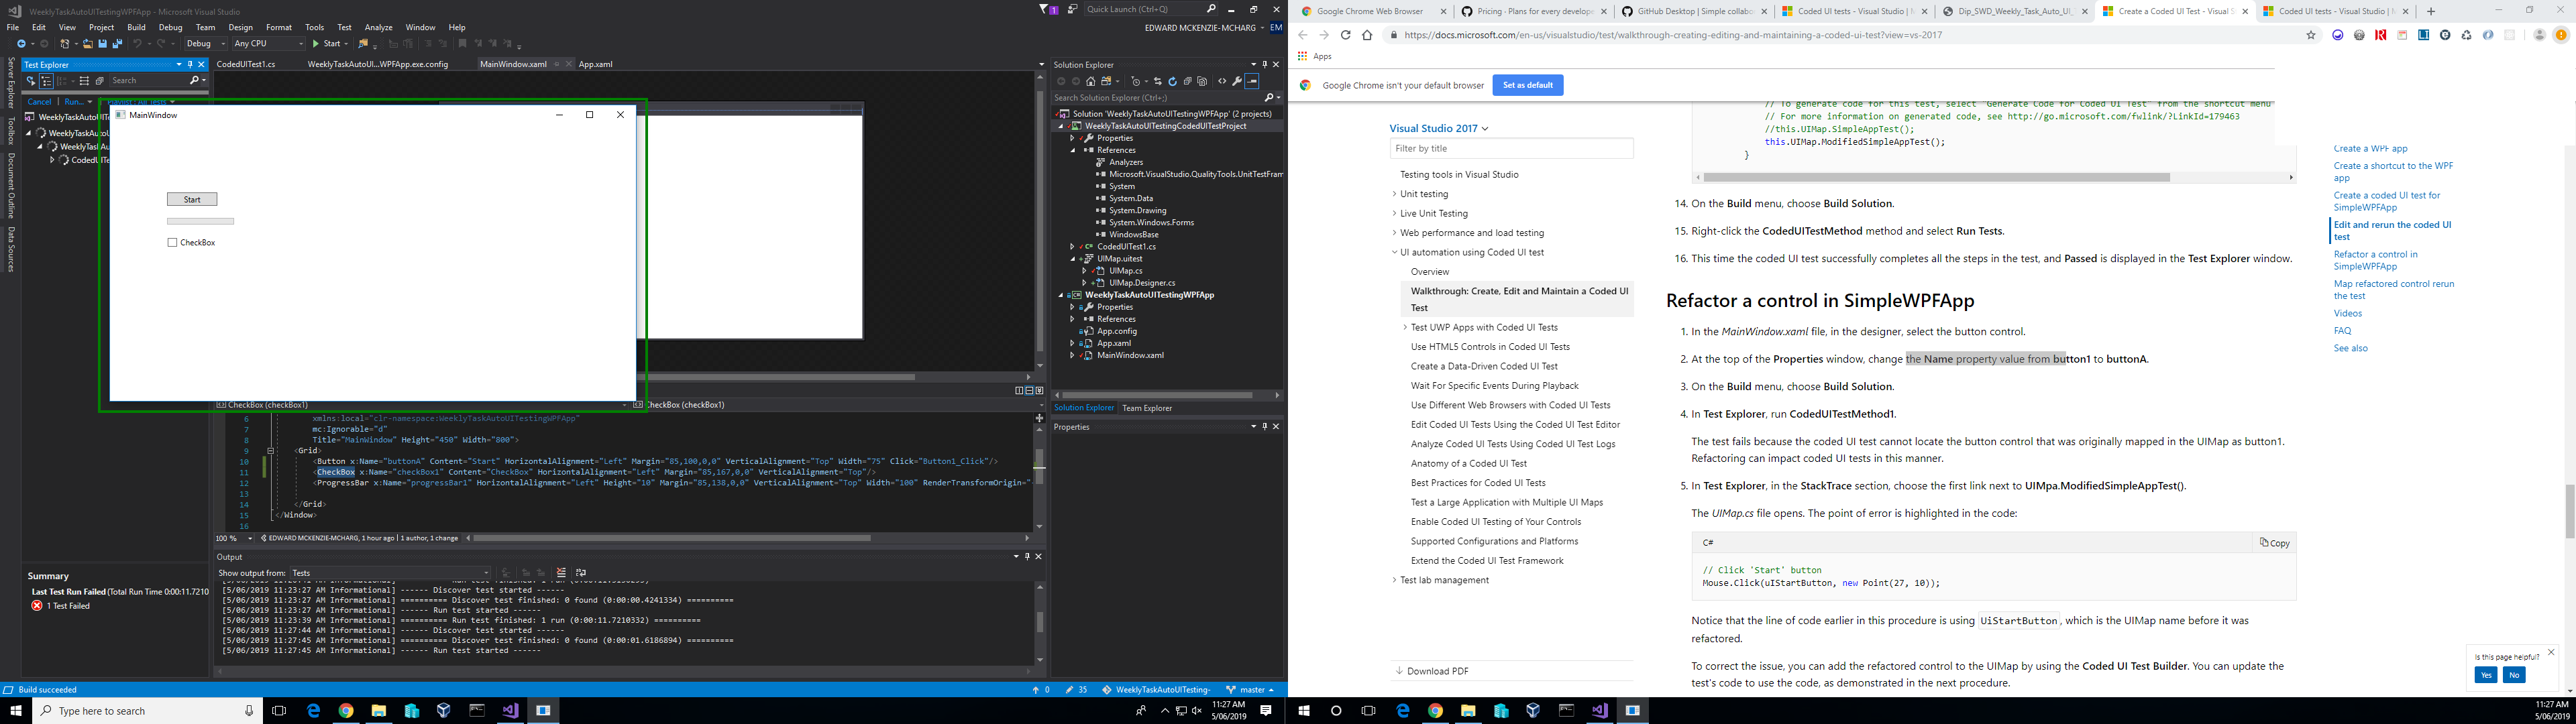 WeeklyTaskAutoUITestingWPFApp - Microsoft Visual Studio
1
Quick Launch (Ctrl+Q)
File Edit View Project Build Debug Team Design Format Tools Test Analyze Window Help
EDWARD MCKENZIE-MCHARG EM
Debug Any CPU Start
Server Explorer
Toolbox
Document Outline
Data Sources
Test Explorer
Search
Cancel Run... Playlist : All Tests
WeeklyTaskAutoUITe
WeeklyTaskAutoU
WeeklyTaskAu
CodedUITe
Summary
Last Test Run Failed (Total Run Time 0:00:11.7210
1 Test Failed
CodedUITest1.cs WeeklyTaskAutoUI...WPFApp.exe.config MainWindow.xaml App.xaml
MainWindow
Start
CheckBox
CheckBox (checkBox1) CheckBox (checkBox1)
6 xmlns:local="clr-namespace:WeeklyTaskAutoUITestingWPFApp"
7 mc:Ignorable="d"
8 Title="MainWindow" Height="450" Width="800">
9 <Grid>
10 <Button x:Name="buttonA" Content="Start" HorizontalAlignment="Left" Margin="85,100,0,0" VerticalAlignment="Top" Width="75" Click="Button1_Click"/>
11 <CheckBox x:Name="checkBox1" Content="CheckBox" HorizontalAlignment="Left" Margin="85,167,0,0" VerticalAlignment="Top"/>
12 <ProgressBar x:Name="progressBar1" HorizontalAlignment="Left" Height="10" Margin="85,138,0,0" VerticalAlignment="Top" Width="100" RenderTransformOrigin="
13
14 </Grid>
15 </Window>
16
100 % EDWARD MCKENZIE-MCHARG, 1 hour ago | 1 author, 1 change
Output
Show output from: Tests
[5/06/2019 11:23:27 AM Informational] ------ Discover test started ------
[5/06/2019 11:23:27 AM Informational] ========== Discover test finished: 0 found (0:00:00.4241334) ==========
[5/06/2019 11:23:27 AM Informational] ------ Run test started ------
[5/06/2019 11:23:39 AM Informational] ========== Run test finished: 1 run (0:00:11.7210332) ==========
[5/06/2019 11:27:44 AM Informational] ------ Discover test started ------
[5/06/2019 11:27:45 AM Informational] ========== Discover test finished: 0 found (0:00:01.6186894) ==========
[5/06/2019 11:27:45 AM Informational] ------ Run test started ------
Solution Explorer
Search Solution Explorer (Ctrl+;)
Solution 'WeeklyTaskAutoUITestingWPFApp' (2 projects)
WeeklyTaskAutoUITestingCodedUITestProject
Properties
References
Analyzers
Microsoft.VisualStudio.QualityTools.UnitTestFram
System
System.Data
System.Drawing
System.Windows.Forms
WindowsBase
CodedUITest1.cs
UIMap.uitest
UIMap.cs
UIMap.Designer.cs
WeeklyTaskAutoUITestingWPFApp
Properties
References
App.config
App.xaml
MainWindow.xaml
Solution Explorer Team Explorer
Properties
Build succeeded
0 35 WeeklyTaskAutoUITesting- master
Type here to search
11:27 AM
5/06/2019
Google Chrome Web Browser
Pricing · Plans for every develope
GitHub Desktop | Simple collabo
Coded UI tests - Visual Studio | M
Dip_SWD_Weekly_Task_Auto_UI_
Create a Coded UI Test - Visual S
Coded UI tests - Visual Studio | M
https://docs.microsoft.com/en-us/visualstudio/test/walkthrough-creating-editing-and-maintaining-a-coded-ui-test?view=vs-2017
Apps
Google Chrome isn't your default browser Set as default
Visual Studio 2017
Filter by title
Testing tools in Visual Studio
Unit testing
Live Unit Testing
Web performance and load testing
UI automation using Coded UI test
Overview
Walkthrough: Create, Edit and Maintain a Coded UI
Test
Test UWP Apps with Coded UI Tests
Use HTML5 Controls in Coded UI Tests
Create a Data-Driven Coded UI Test
Wait For Specific Events During Playback
Use Different Web Browsers with Coded UI Tests
Edit Coded UI Tests Using the Coded UI Test Editor
Analyze Coded UI Tests Using Coded UI Test Logs
Anatomy of a Coded UI Test
Best Practices for Coded UI Tests
Test a Large Application with Multiple UI Maps
Enable Coded UI Testing of Your Controls
Supported Configurations and Platforms
Extend the Coded UI Test Framework
Test lab management
Download PDF
// To generate code for this test, select "Generate Code for Coded UI Test" from the shortcut menu
// For more information on generated code, see http://go.microsoft.com/fwlink/?LinkId=179463
//this.UIMap.SimpleAppTest();
this.UIMap.ModifiedSimpleAppTest();
}
14. On the Build menu, choose Build Solution.
15. Right-click the CodedUITestMethod method and select Run Tests.
16. This time the coded UI test successfully completes all the steps in the test, and Passed is displayed in the Test Explorer window.
Refactor a control in SimpleWPFApp
1. In the MainWindow.xaml file, in the designer, select the button control.
2. At the top of the Properties window, change the Name property value from button1 to buttonA.
3. On the Build menu, choose Build Solution.
4. In Test Explorer, run CodedUITestMethod1.
The test fails because the coded UI test cannot locate the button control that was originally mapped in the UIMap as button1.
Refactoring can impact coded UI tests in this manner.
5. In Test Explorer, in the StackTrace section, choose the first link next to UIMpa.ModifiedSimpleAppTest().
The UIMap.cs file opens. The point of error is highlighted in the code:
C# Copy
// Click 'Start' button
Mouse.Click(uIStartButton, new Point(27, 10));
Notice that the line of code earlier in this procedure is using UiStartButton, which is the UIMap name before it was
refactored.
To correct the issue, you can add the refactored control to the UIMap by using the Coded UI Test Builder. You can update the
test's code to use the code, as demonstrated in the next procedure.
Create a WPF app
Create a shortcut to the WPF
app
Create a coded UI test for
SimpleWPFApp
Edit and rerun the coded UI
test
Refactor a control in
SimpleWPFApp
Map refactored control rerun
the test
Videos
FAQ
See also
Is this page helpful?
Yes No
11:27 AM
5/06/2019